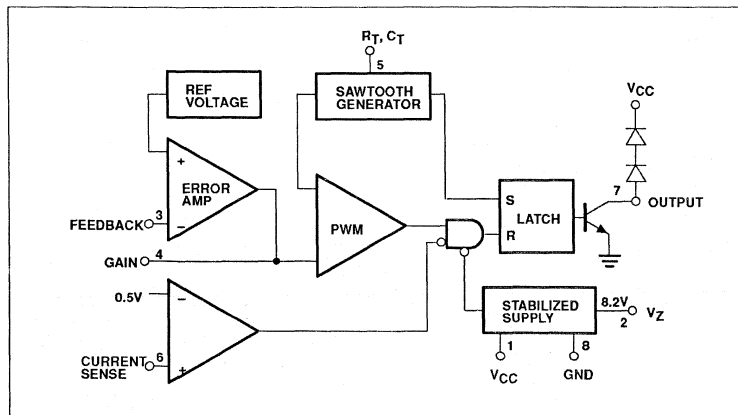 RT, CT
5
REF
VOLTAGE
SAWTOOTH
GENERATOR
VCC
+
ERROR
AMP
−
FEEDBACK
3
GAIN
4
PWM
S
R
LATCH
7
OUTPUT
0.5V
−
CURRENT
SENSE
6
+
STABILIZED
SUPPLY
8.2V
2
VZ
1
8
VCC
GND